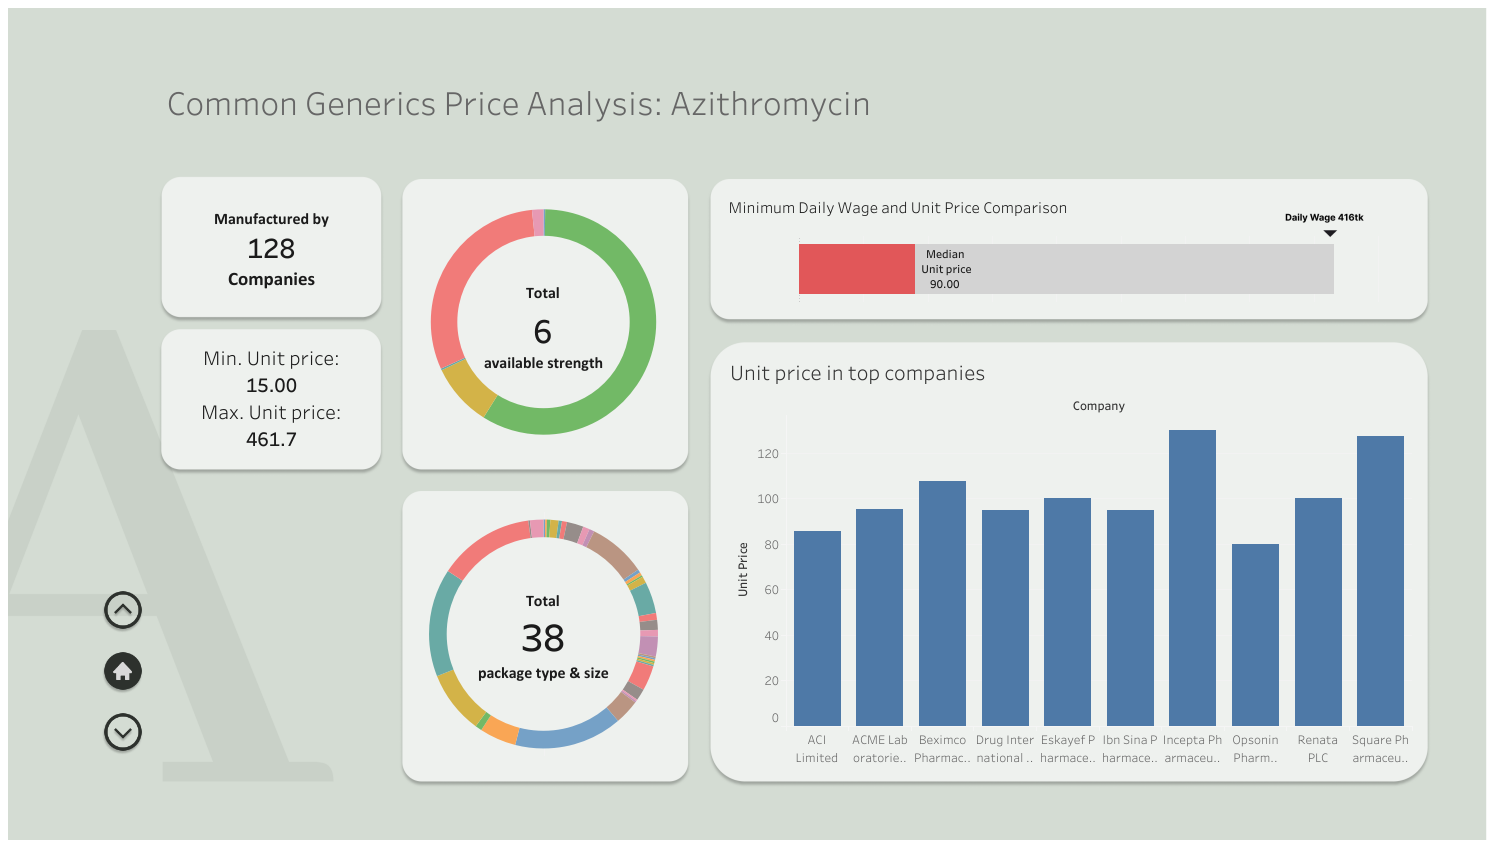 Common Generics Price Analysis: Azithromycin
Manufactured by
128
Companies
Min. Unit price:
15.00
Max. Unit price:
461.7
Total
6
available strength
Total
38
package type & size
Minimum Daily Wage and Unit Price Comparison
Daily Wage 416tk
Median
Unit price
90.00
Unit price in top companies
Company
Unit Price
120
100
80
60
40
20
0
ACI
Limited
ACME Lab
oratorie..
Beximco
Pharmac..
Drug Inter
national ..
Eskayef P
harmace..
Ibn Sina P
harmace..
Incepta Ph
armaceu..
Opsonin
Pharm..
Renata
PLC
Square Ph
armaceu..
A